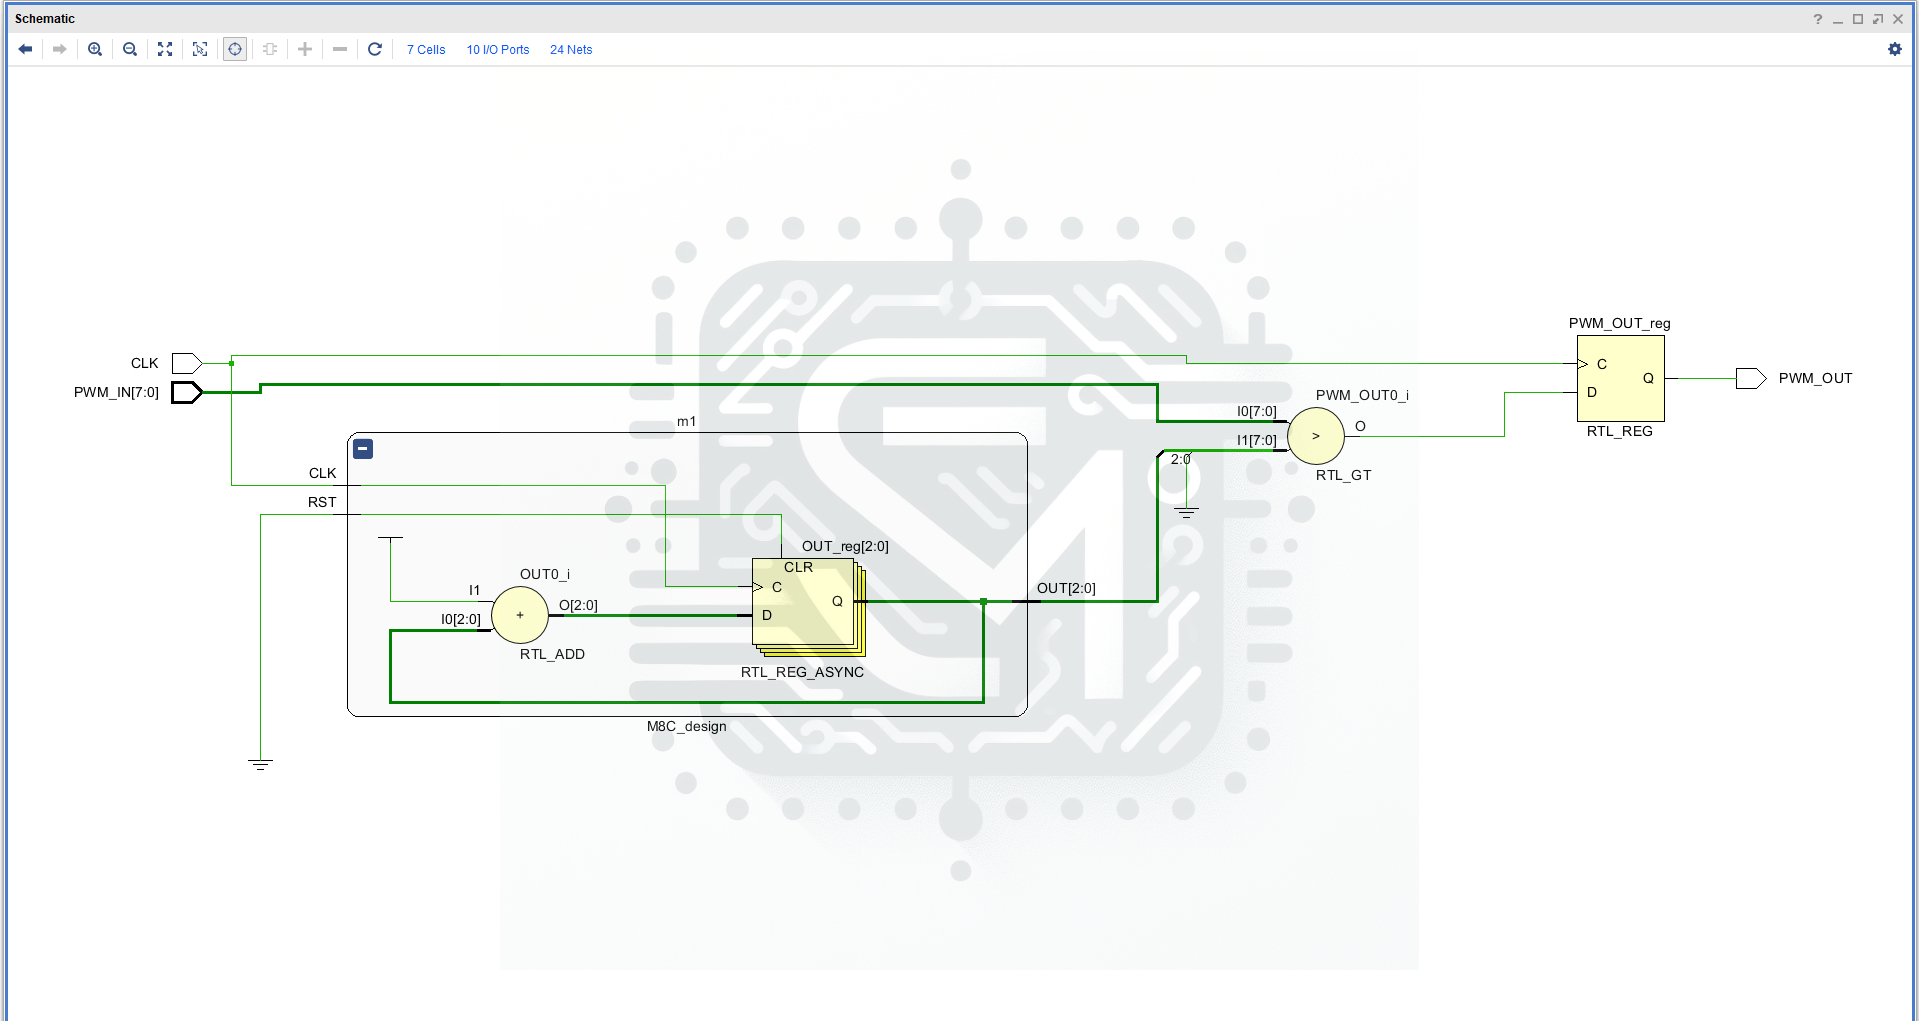 Schematic
7 Cells 10 I/O Ports 24 Nets
PWM_OUT_reg
CLK
C
Q
PWM_OUT
D
PWM_IN[7:0]
PWM_OUT0_i
I0[7:0]
>
O
I1[7:0]
2:0
RTL_GT
RTL_REG
m1
CLK
RST
OUT_reg[2:0]
CLR
C
Q
D
OUT[2:0]
OUT0_i
I1
I0[2:0]
+
O[2:0]
RTL_ADD
RTL_REG_ASYNC
M8C_design